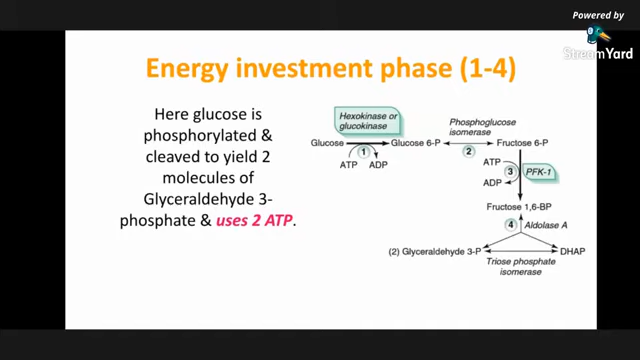 Powered by
StreamYard
Energy investment phase (1-4)
Here glucose is
phosphorylated &
cleaved to yield 2
molecules of
Glyceraldehyde 3-
phosphate & uses 2 ATP.
Hexokinase or
glucokinase
Glucose
Glucose 6-P
1
ATP ADP
Phosphoglucose
isomerase
2
Fructose 6-P
ATP
3
PFK-1
ADP
Fructose 1,6-BP
4
Aldolase A
(2) Glyceraldehyde 3-P
DHAP
Triose phosphate
isomerase